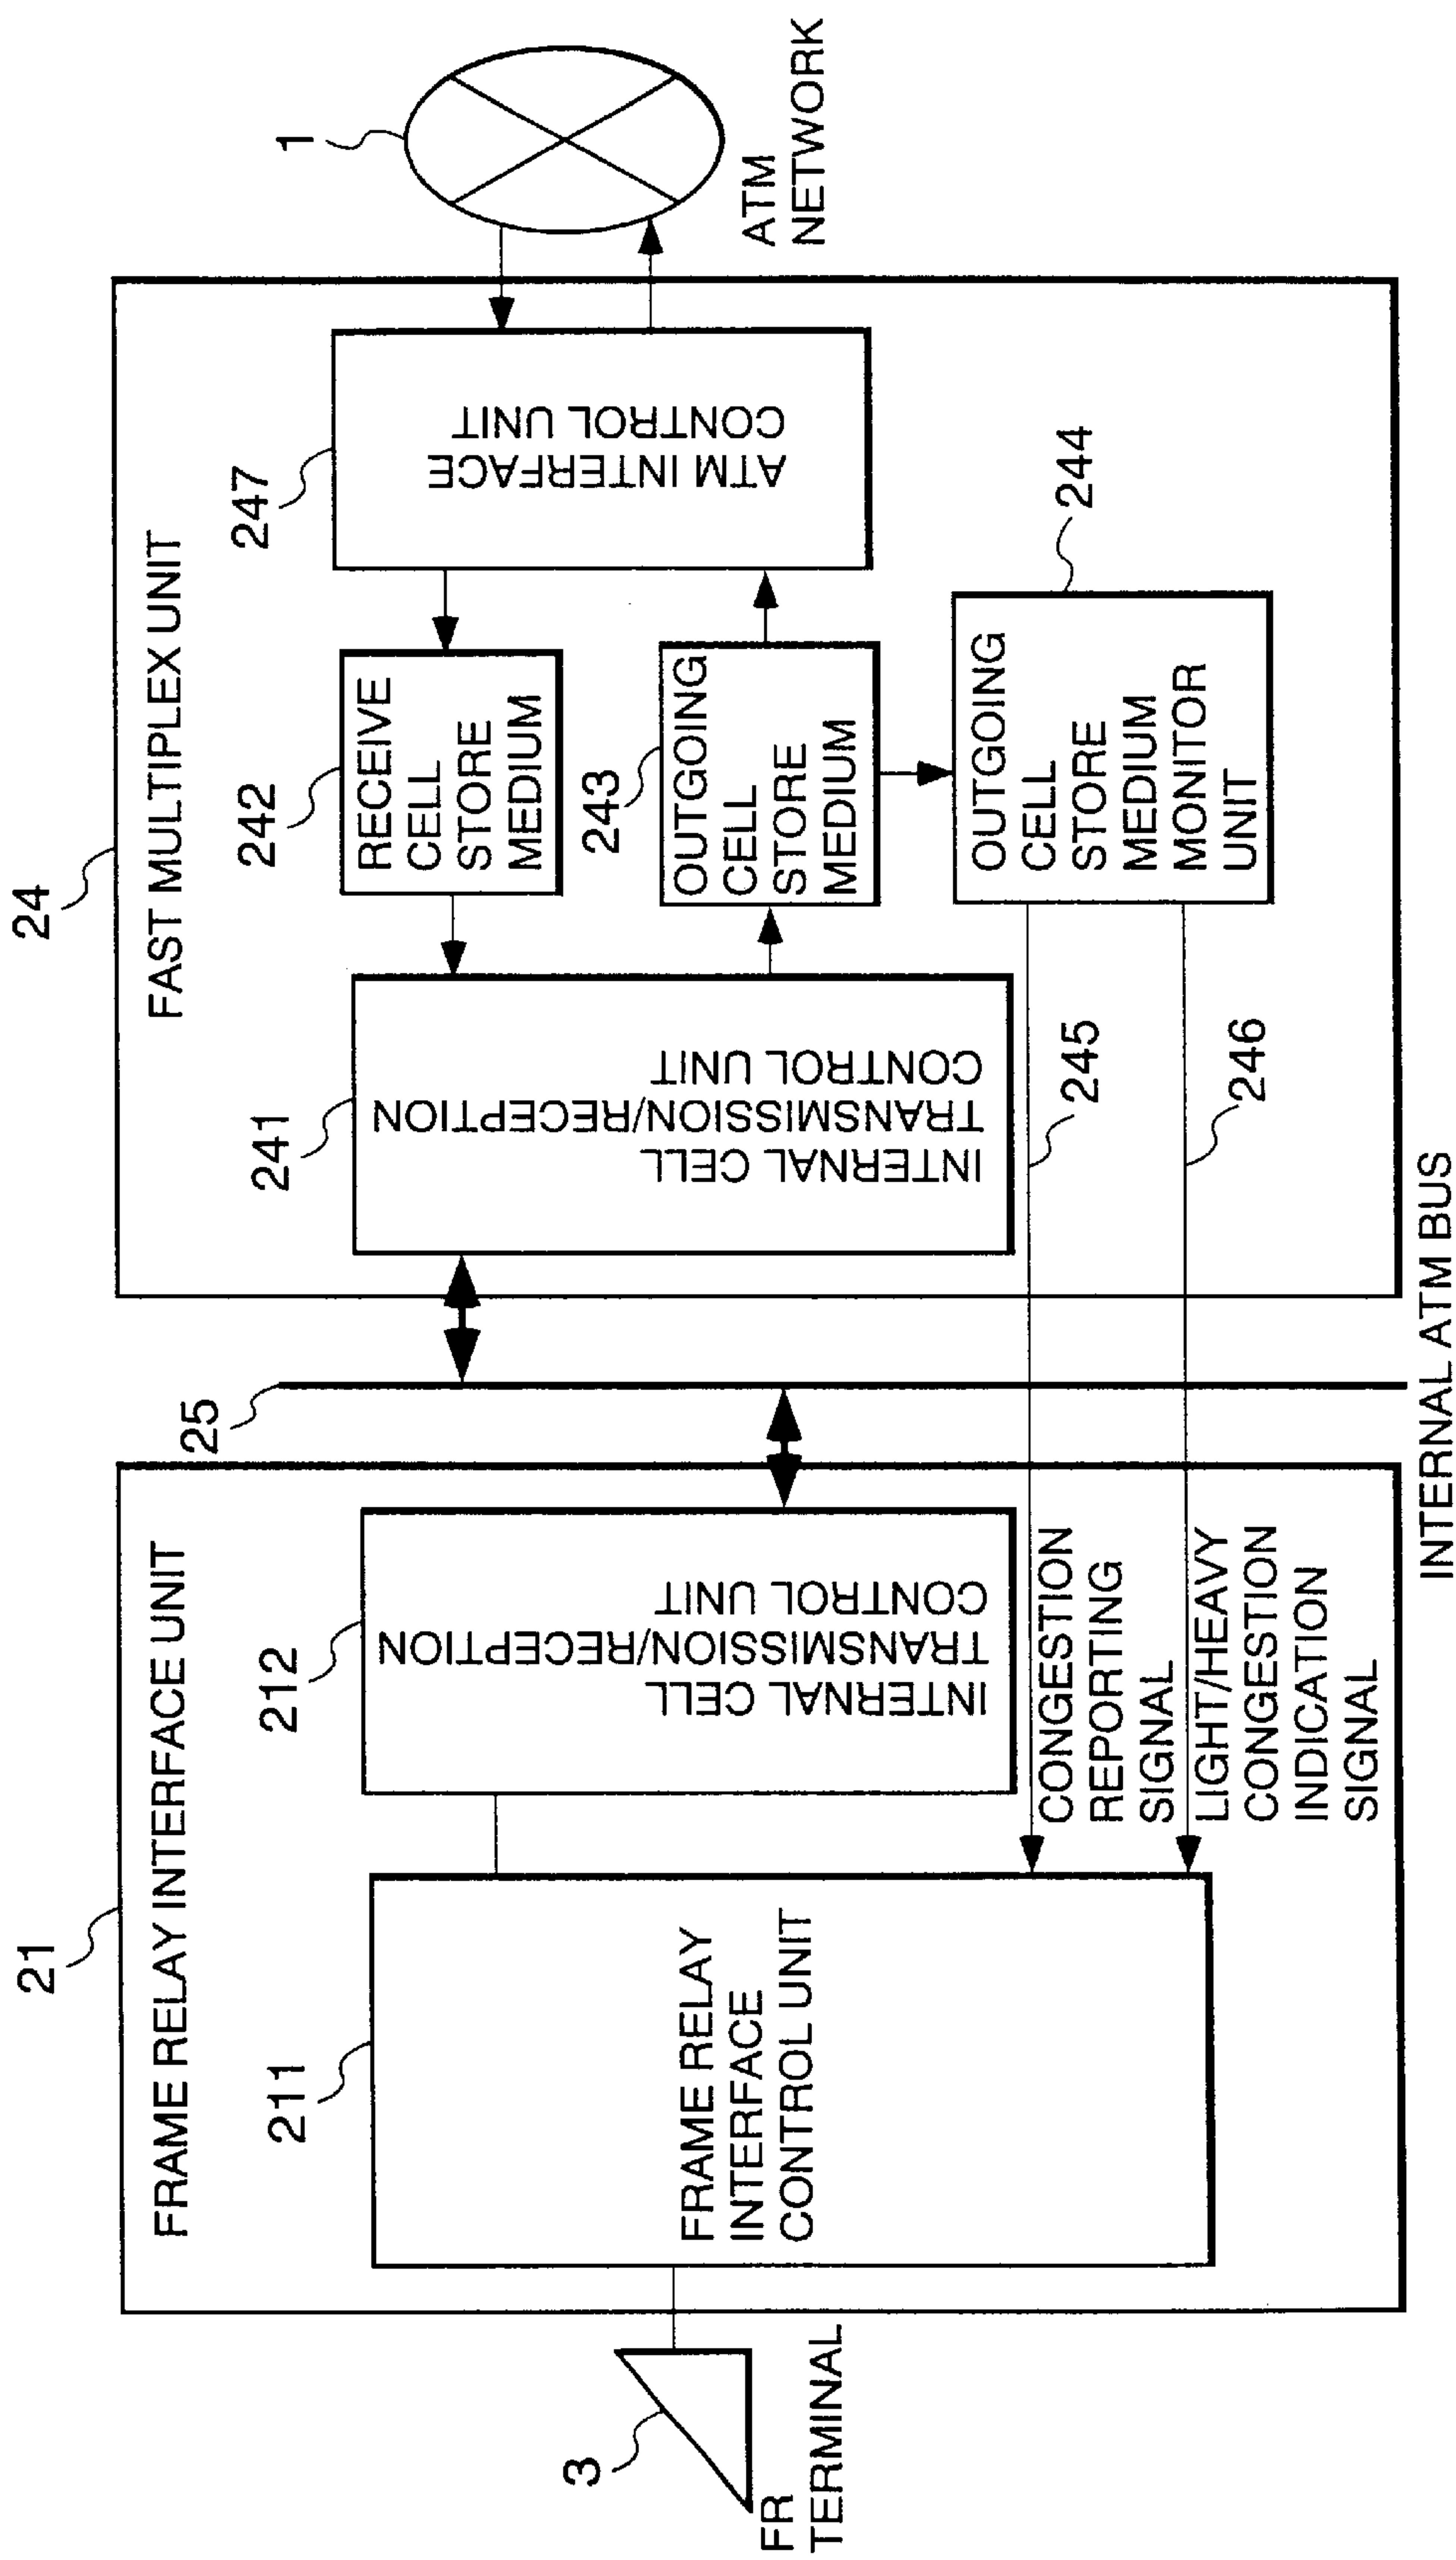 21
FRAME RELAY INTERFACE UNIT
211
FRAME RELAY
INTERFACE
CONTROL UNIT
212
INTERNAL CELL
TRANSMISSION/RECEPTION
CONTROL UNIT
CONGESTION
REPORTING
SIGNAL
LIGHT/HEAVY
CONGESTION
INDICATION
SIGNAL
3
FR
TERMINAL
25
INTERNAL ATM BUS
24
FAST MULTIPLEX UNIT
241
INTERNAL CELL
TRANSMISSION/RECEPTION
CONTROL UNIT
242
RECEIVE
CELL
STORE
MEDIUM
243
OUTGOING
CELL
STORE
MEDIUM
247
ATM INTERFACE
CONTROL UNIT
OUTGOING
CELL
STORE
MEDIUM
MONITOR
UNIT
244
245
246
1
ATM
NETWORK